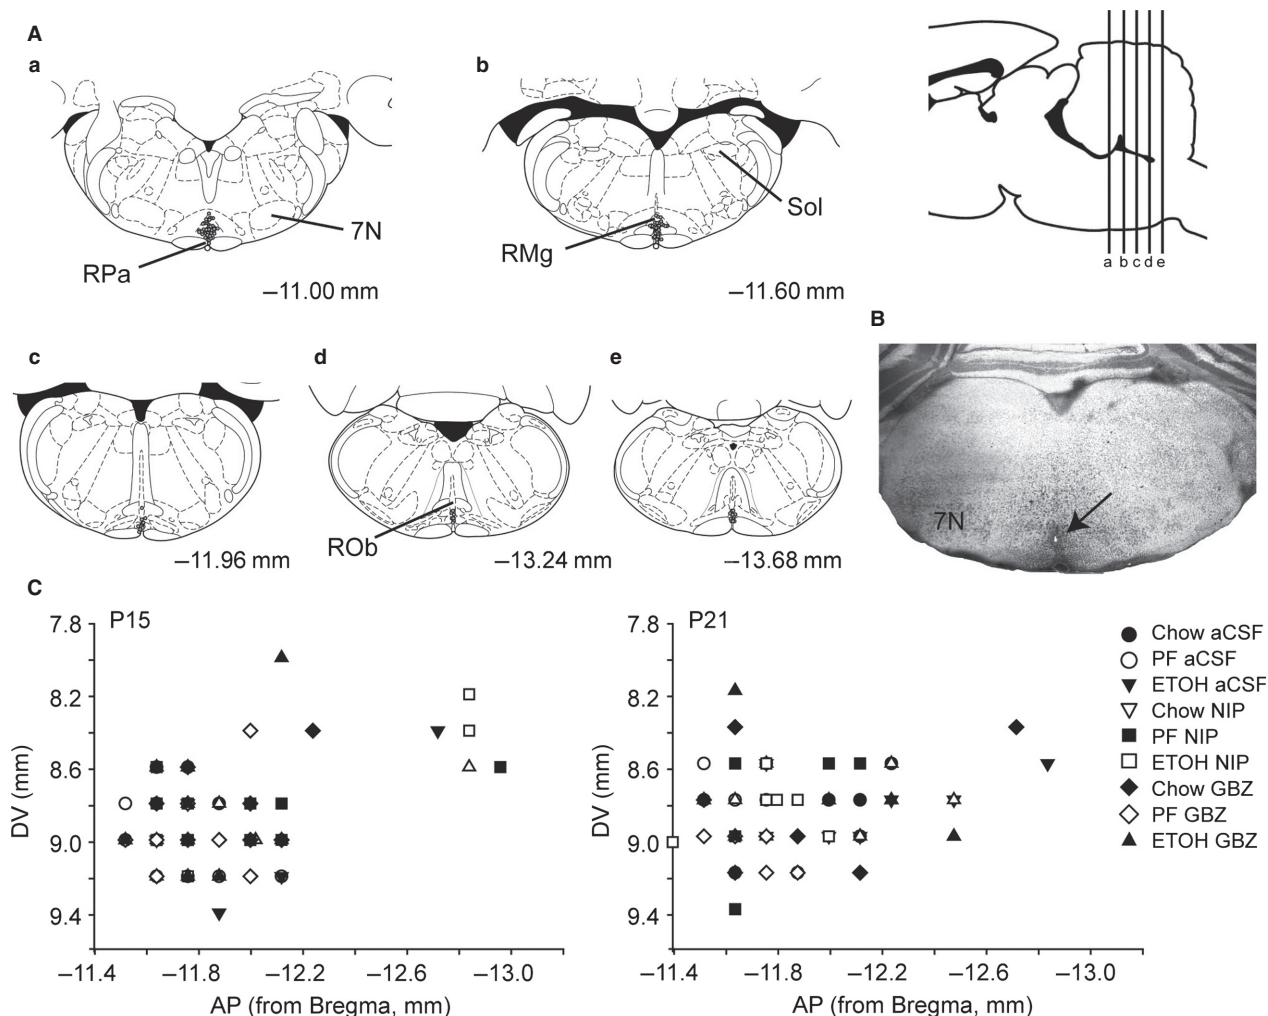 A
a
7N
RPa
–11.00 mm
b
Sol
RMg
–11.60 mm
a b c d e
c
–11.96 mm
d
ROb
–13.24 mm
e
–13.68 mm
B
7N
C
P15
7.8
8.2
8.6
9.0
9.4
DV (mm)
–11.4 –11.8 –12.2 –12.6 –13.0
AP (from Bregma, mm)
P21
7.8
8.2
8.6
9.0
9.4
DV (mm)
–11.4 –11.8 –12.2 –12.6 –13.0
AP (from Bregma, mm)
Chow aCSF
PF aCSF
ETOH aCSF
Chow NIP
PF NIP
ETOH NIP
Chow GBZ
PF GBZ
ETOH GBZ